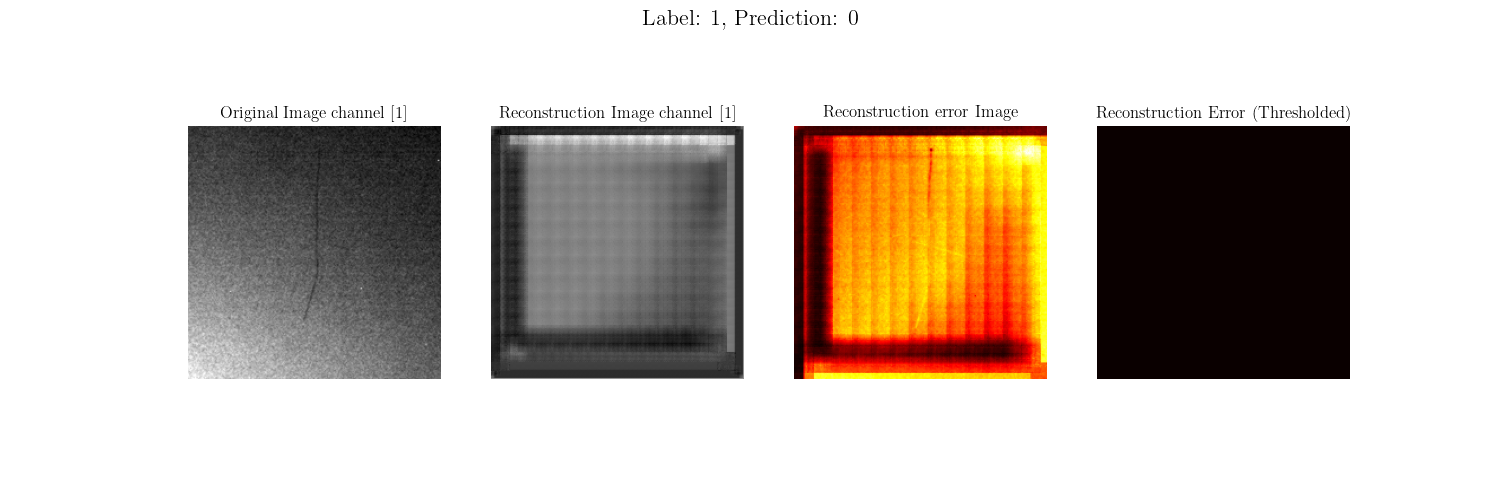 Label: 1, Prediction: 0
Original Image channel [1]
Reconstruction Image channel [1]
Reconstruction error Image
Reconstruction Error (Thresholded)